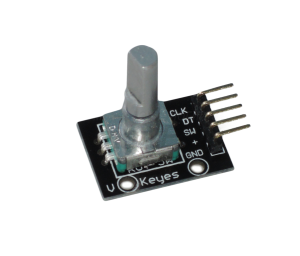 CLK
DT
SW
+
GND
V
Keyes